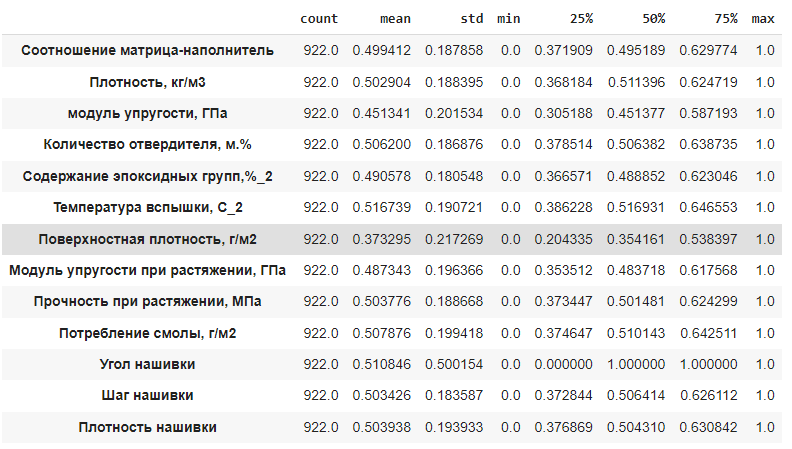 count mean std min 25% 50% 75% max
Соотношение матрица-наполнитель 922.0 0.499412 0.187858 0.0 0.371909 0.495189 0.629774 1.0
Плотность, кг/м3 922.0 0.502904 0.188395 0.0 0.368184 0.511396 0.624719 1.0
модуль упругости, ГПа 922.0 0.451341 0.201534 0.0 0.305188 0.451377 0.587193 1.0
Количество отвердителя, м.% 922.0 0.506200 0.186876 0.0 0.378514 0.506382 0.638735 1.0
Содержание эпоксидных групп,%_2 922.0 0.490578 0.180548 0.0 0.366571 0.488852 0.623046 1.0
Температура вспышки, С_2 922.0 0.516739 0.190721 0.0 0.386228 0.516931 0.646553 1.0
Поверхностная плотность, г/м2 922.0 0.373295 0.217269 0.0 0.204335 0.354161 0.538397 1.0
Модуль упругости при растяжении, ГПа 922.0 0.487343 0.196366 0.0 0.353512 0.483718 0.617568 1.0
Прочность при растяжении, МПа 922.0 0.503776 0.188668 0.0 0.373447 0.501481 0.624299 1.0
Потребление смолы, г/м2 922.0 0.507876 0.199418 0.0 0.374647 0.510143 0.642511 1.0
Угол нашивки 922.0 0.510846 0.500154 0.0 0.000000 1.000000 1.000000 1.0
Шаг нашивки 922.0 0.503426 0.183587 0.0 0.372844 0.506414 0.626112 1.0
Плотность нашивки 922.0 0.503938 0.193933 0.0 0.376869 0.504310 0.630842 1.0